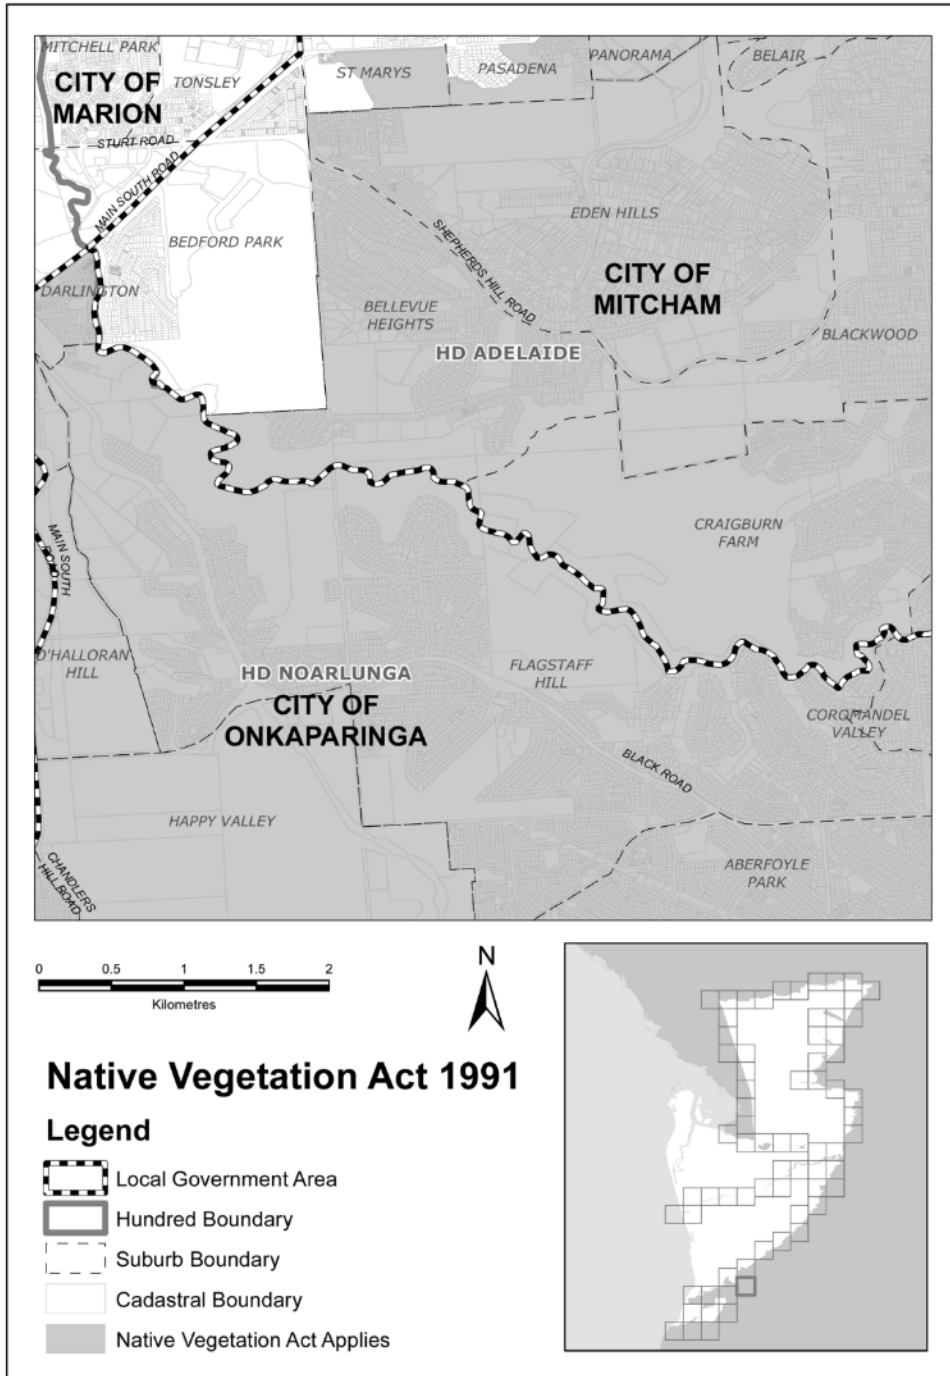 MITCHELL PARK
CITY OF
MARION
TONSLEY
ST MARYS
PASADENA
PANORAMA
BELAIR
STURT ROAD
MAIN SOUTH ROAD
BEDFORD PARK
EDEN HILLS
SHEPHERDS HILL ROAD
CITY OF
MITCHAM
DARLINGTON
BELLEVUE
HEIGHTS
BLACKWOOD
HD ADELAIDE
CRAIGBURN
FARM
MAIN SOUTH
ROAD
O'HALLORAN
HILL
HD NOARLUNGA
CITY OF
ONKAPARINGA
FLAGSTAFF
HILL
COROMANDEL
VALLEY
BLACK ROAD
HAPPY VALLEY
CHANDLERS
HILL ROAD
ABERFOYLE
PARK
0 0.5 1 1.5 2
Kilometres
N
Native Vegetation Act 1991
Legend
Local Government Area
Hundred Boundary
Suburb Boundary
Cadastral Boundary
Native Vegetation Act Applies